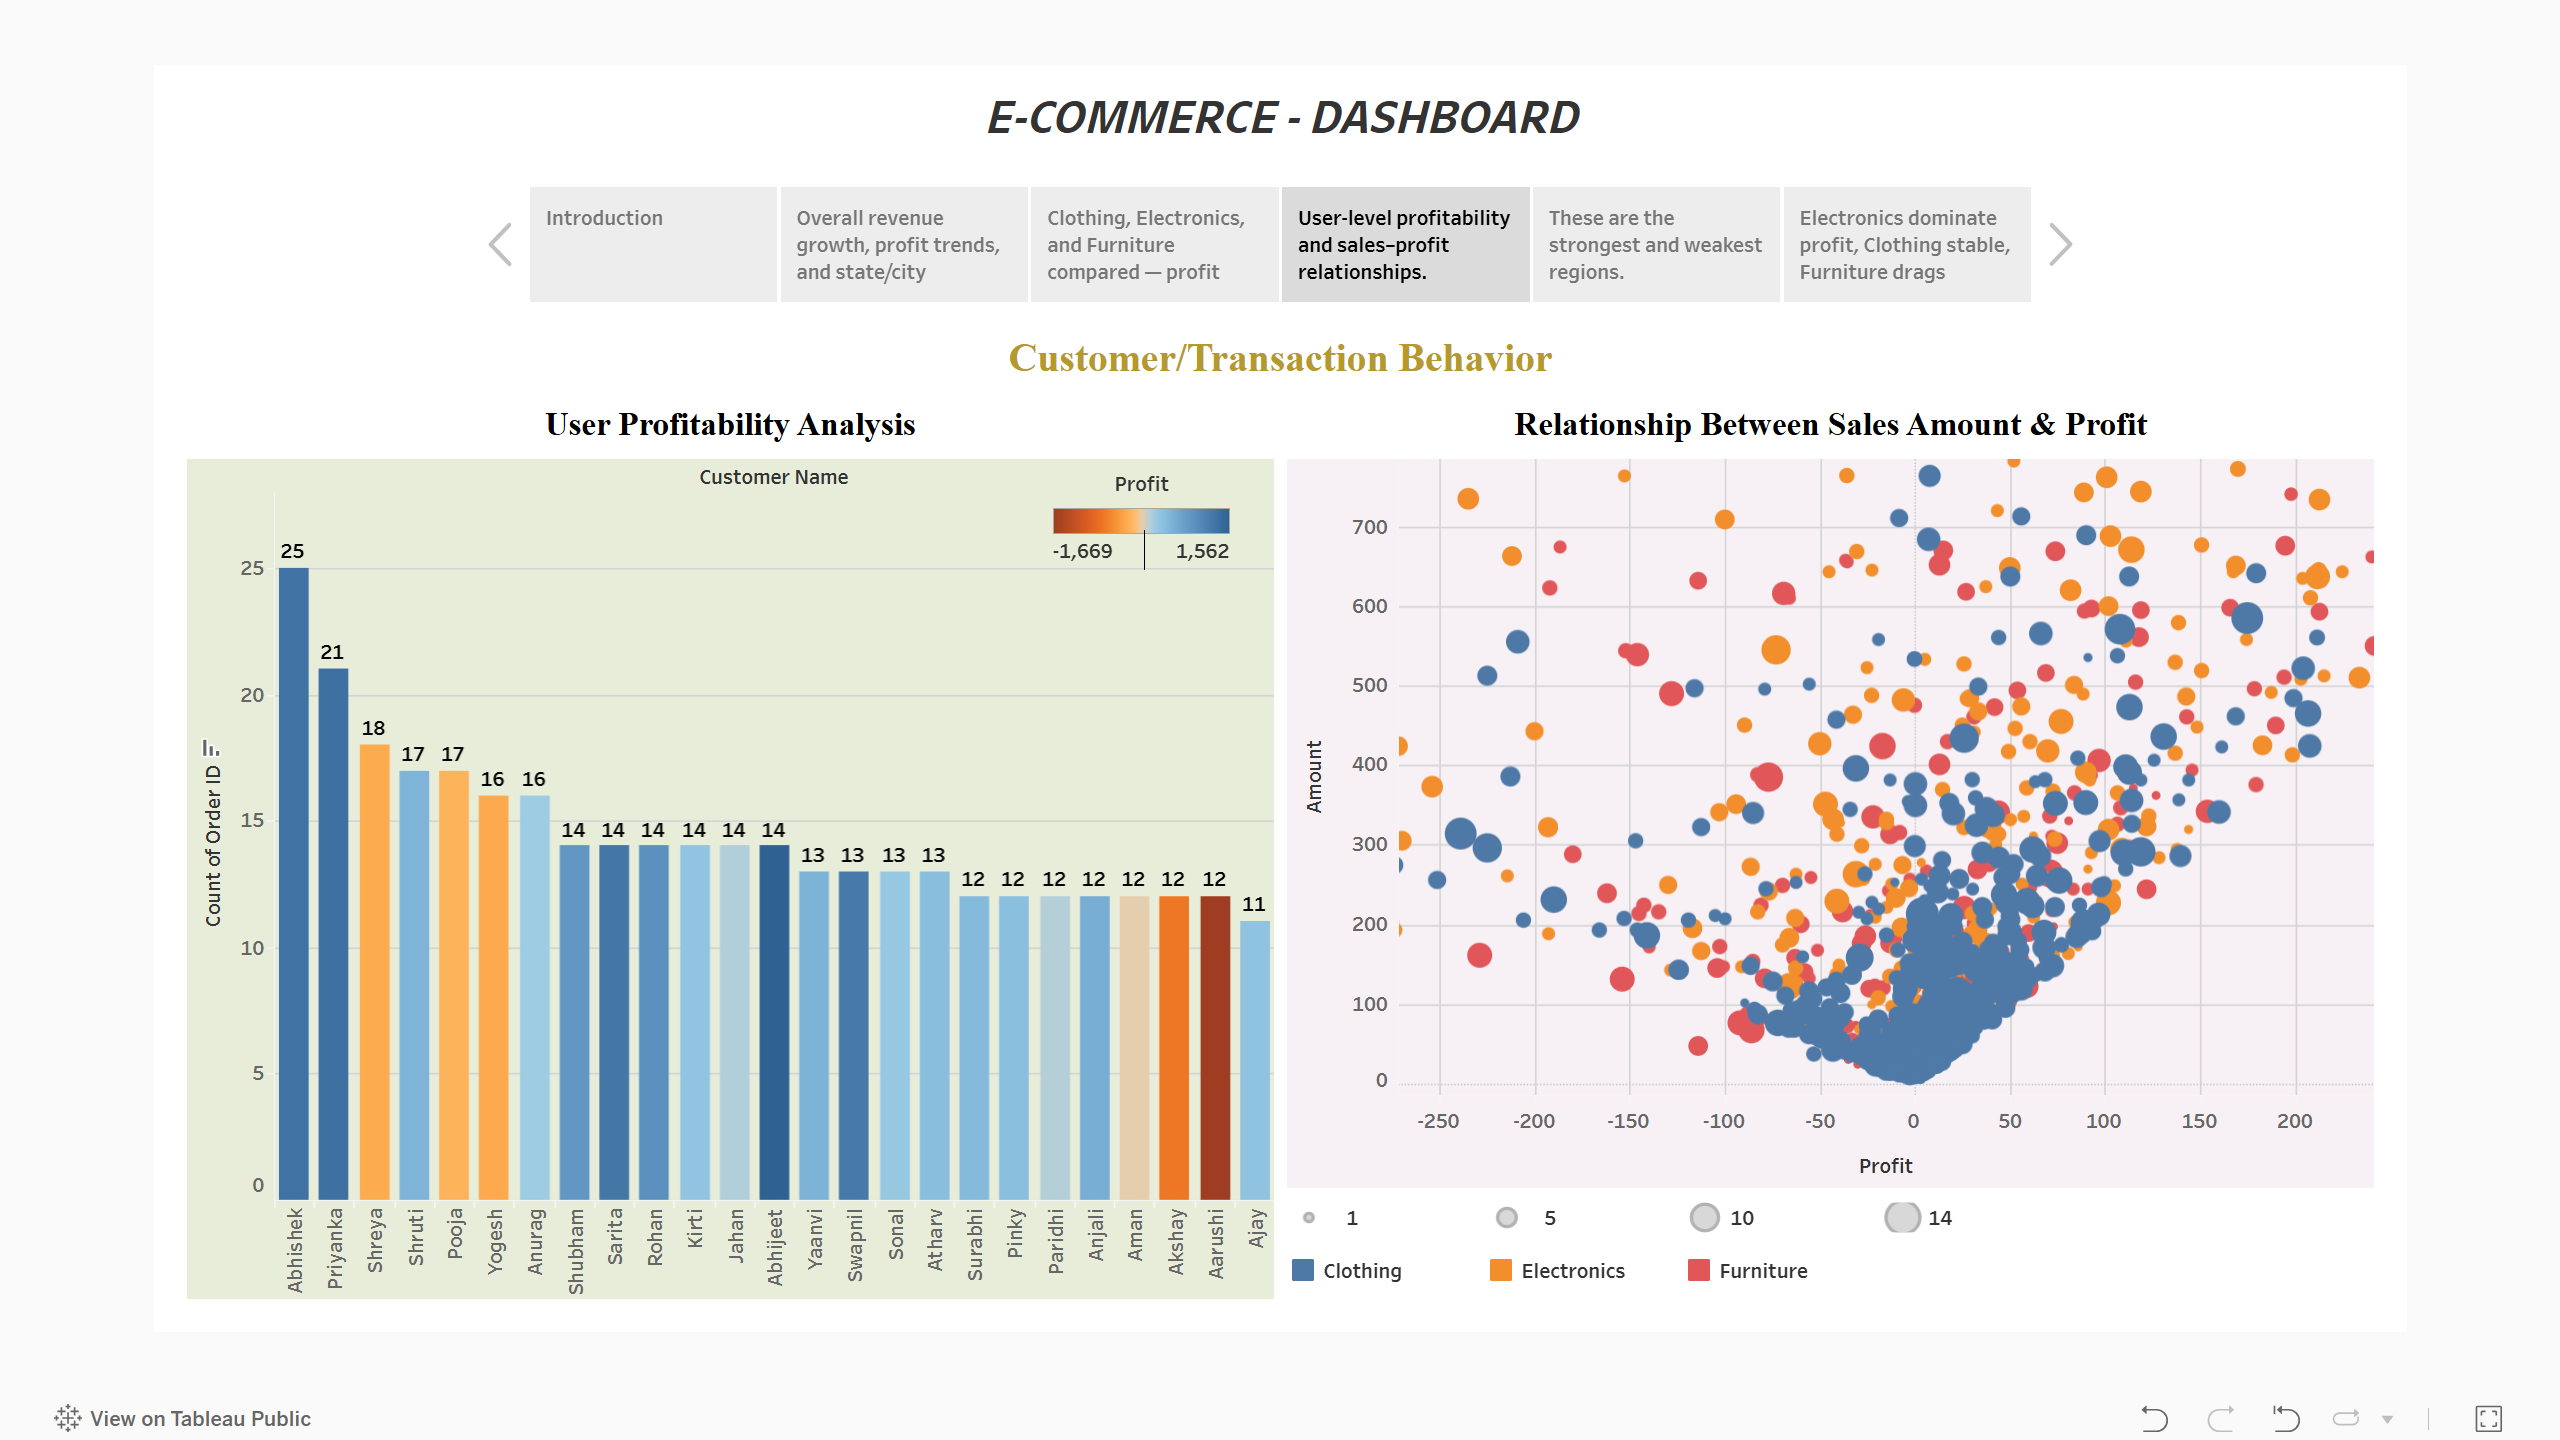 E-COMMERCE - DASHBOARD
Introduction
Overall revenue
growth, profit trends,
and state/city
Clothing, Electronics,
and Furniture
compared — profit
User-level profitability
and sales–profit
relationships.
These are the
strongest and weakest
regions.
Electronics dominate
profit, Clothing stable,
Furniture drags
Customer/Transaction Behavior
User Profitability Analysis
Customer Name
Profit
-1,669 1,562
Count of Order ID
25
20
15
10
5
0
25
21
18
17
17
16
16
14
14
14
14
14
14
13
13
13
13
12
12
12
12
12
12
12
11
Abhishek
Priyanka
Shreya
Shruti
Pooja
Yogesh
Anurag
Shubham
Sarita
Rohan
Kirti
Jahan
Abhijeet
Yaanvi
Swapnil
Sonal
Atharv
Surabhi
Pinky
Paridhi
Anjali
Aman
Akshay
Aarushi
Ajay
Relationship Between Sales Amount & Profit
Amount
700
600
500
400
300
200
100
0
-250 -200 -150 -100 -50 0 50 100 150 200
Profit
1 5 10 14
Clothing Electronics Furniture
View on Tableau Public